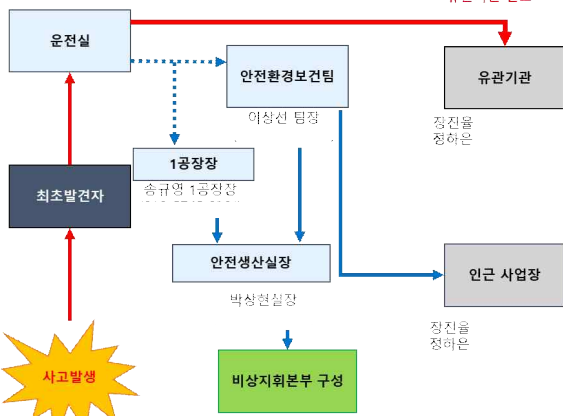 운전실
안전환경보건팀
이상선 팀장
유관기관
장진율
정하은
1공장장
송규영 1공장장
최초발견자
안전생산실장
박상현실장
인근 사업장
장진율
정하은
사고발생
비상지휘본부 구성